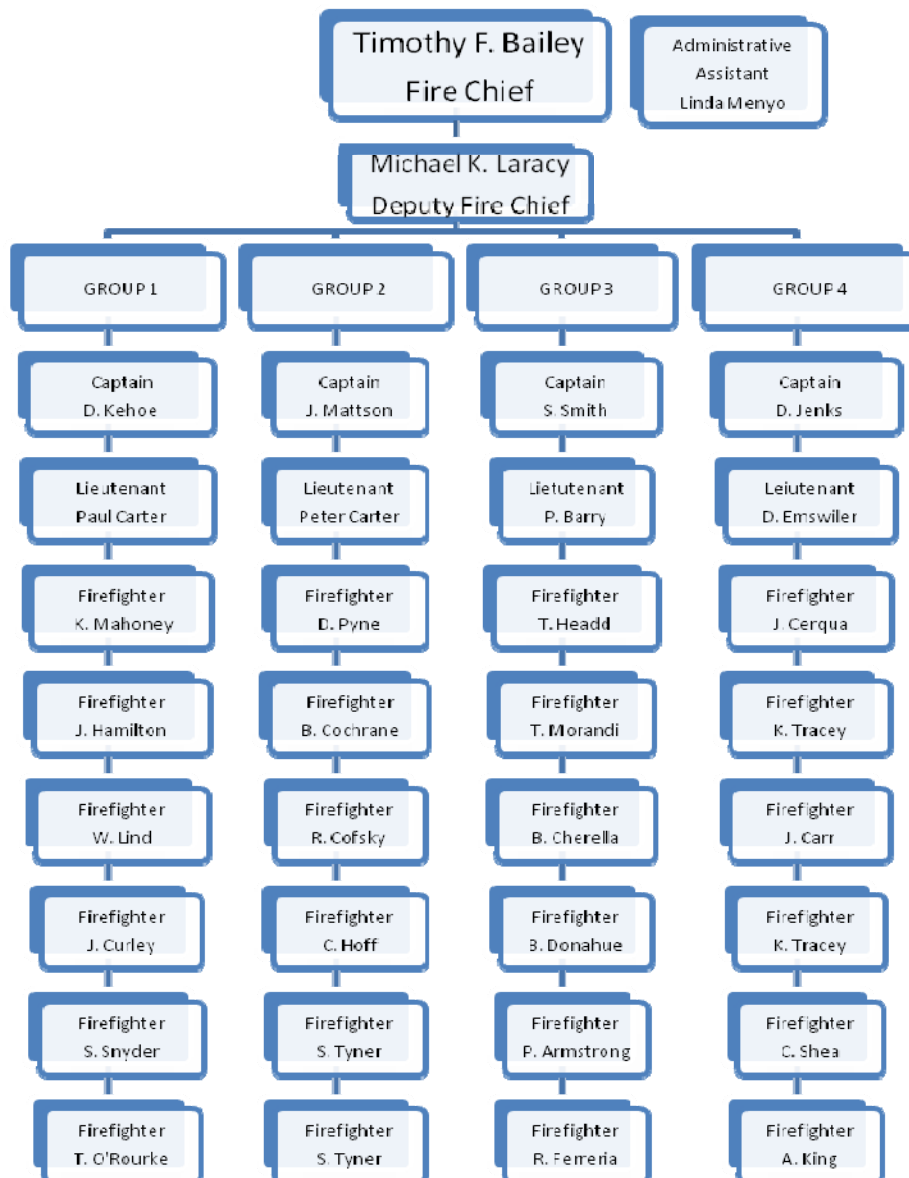 Timothy F. Bailey
Fire Chief
Administrative
Assistant
Linda Menyo
Michael K. Laracy
Deputy Fire Chief
GROUP 1
GROUP 2
GROUP 3
GROUP 4
Captain
D. Kehoe
Captain
J. Mattson
Captain
S. Smith
Captain
D. Jenks
Lieutenant
Paul Carter
Lieutenant
Peter Carter
Lietutenant
P. Barry
Leiutenant
D. Emswiler
Firefighter
K. Mahoney
Firefighter
D. Pyne
Firefighter
T. Headd
Firefighter
J. Cerqua
Firefighter
J. Hamilton
Firefighter
B. Cochrane
Firefighter
T. Morandi
Firefighter
K. Tracey
Firefighter
W. Lind
Firefighter
R. Cofsky
Firefighter
B. Cherella
Firefighter
J. Carr
Firefighter
J. Curley
Firefighter
C. Hoff
Firefighter
B. Donahue
Firefighter
K. Tracey
Firefighter
S. Snyder
Firefighter
S. Tyner
Firefighter
P. Armstrong
Firefighter
C. Shea
Firefighter
T. O'Rourke
Firefighter
S. Tyner
Firefighter
R. Ferreria
Firefighter
A. King